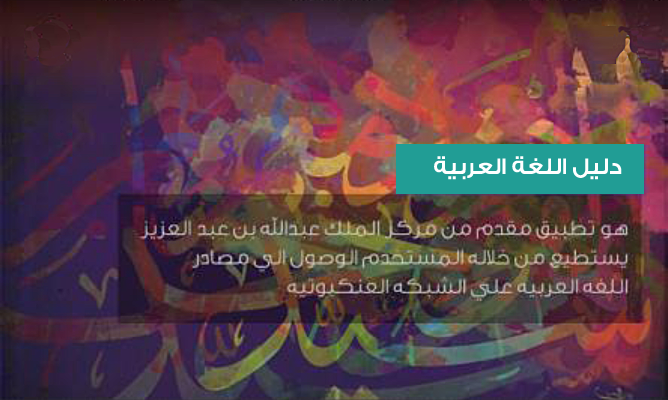 دليل اللغة العربية
هو تطبيق مقدم من مركز الملك عبدالله بن عبد العزيز
يستطيع من خلاله المستخدم الوصول الي مصادر
اللغه العربيه علي الشبكه العنكبوتيه